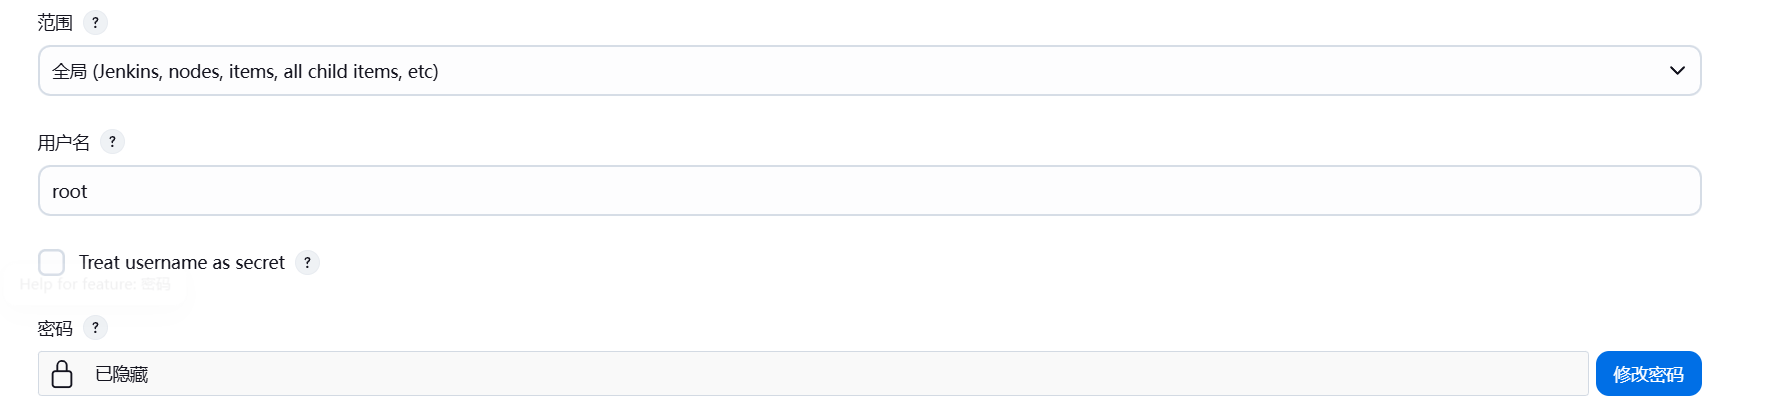 范围 ?
全局 (Jenkins, nodes, items, all child items, etc)
用户名 ?
root
Treat username as secret ?
Help for feature: 密码
密码 ?
已隐藏
修改密码